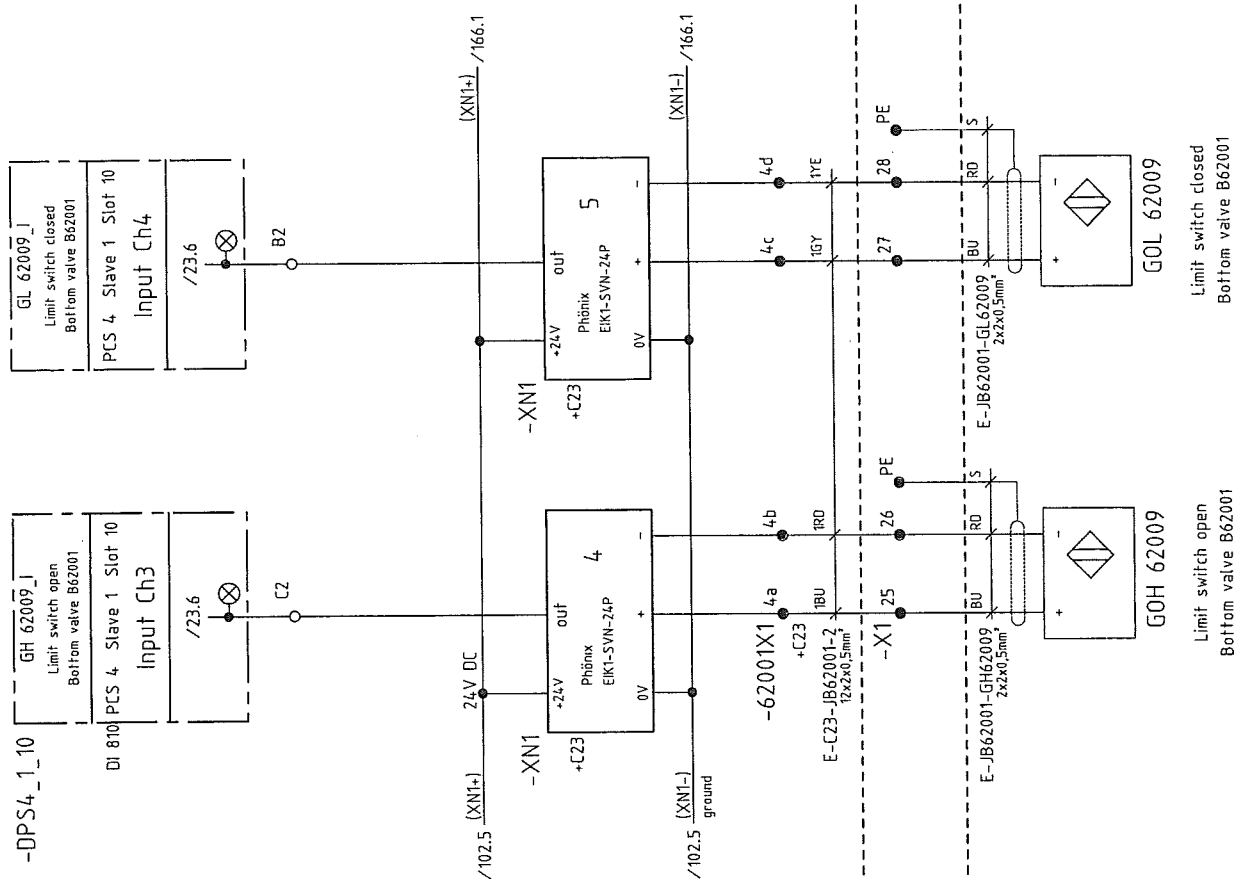 -DPS4_1_10
GH 62009_I
Limit switch open
Bottom valve B62001
DI 810
PCS 4 Slave 1 Slot 10
Input Ch3
/23.6
C2
GL 62009_I
Limit switch closed
Bottom valve B62001
PCS 4 Slave 1 Slot 10
Input Ch4
/23.6
B2
/102.5
(XN1+)
24V DC
(XN1+)
/166.1
-XN1
+C23
+24V
out
Phönix
EIK1-SVN-24P
4
0V
+
-
-XN1
+C23
+24V
out
Phönix
EIK1-SVN-24P
5
0V
+
-
/102.5
(XN1-)
ground
(XN1-)
/166.1
-62001X1
+C23
4a
4b
4c
4d
E-C23-JB62001-2
12x2x0,5mm²
1BU
1RD
1GY
1YE
-X1
25
26
PE
27
28
PE
E-JB62001-GH62009
2x2x0,5mm²
BU
RD
S
E-JB62001-GL62009
2x2x0,5mm²
BU
RD
S
+
-
GOH 62009
Limit switch open
Bottom valve B62001
+
-
GOL 62009
Limit switch closed
Bottom valve B62001